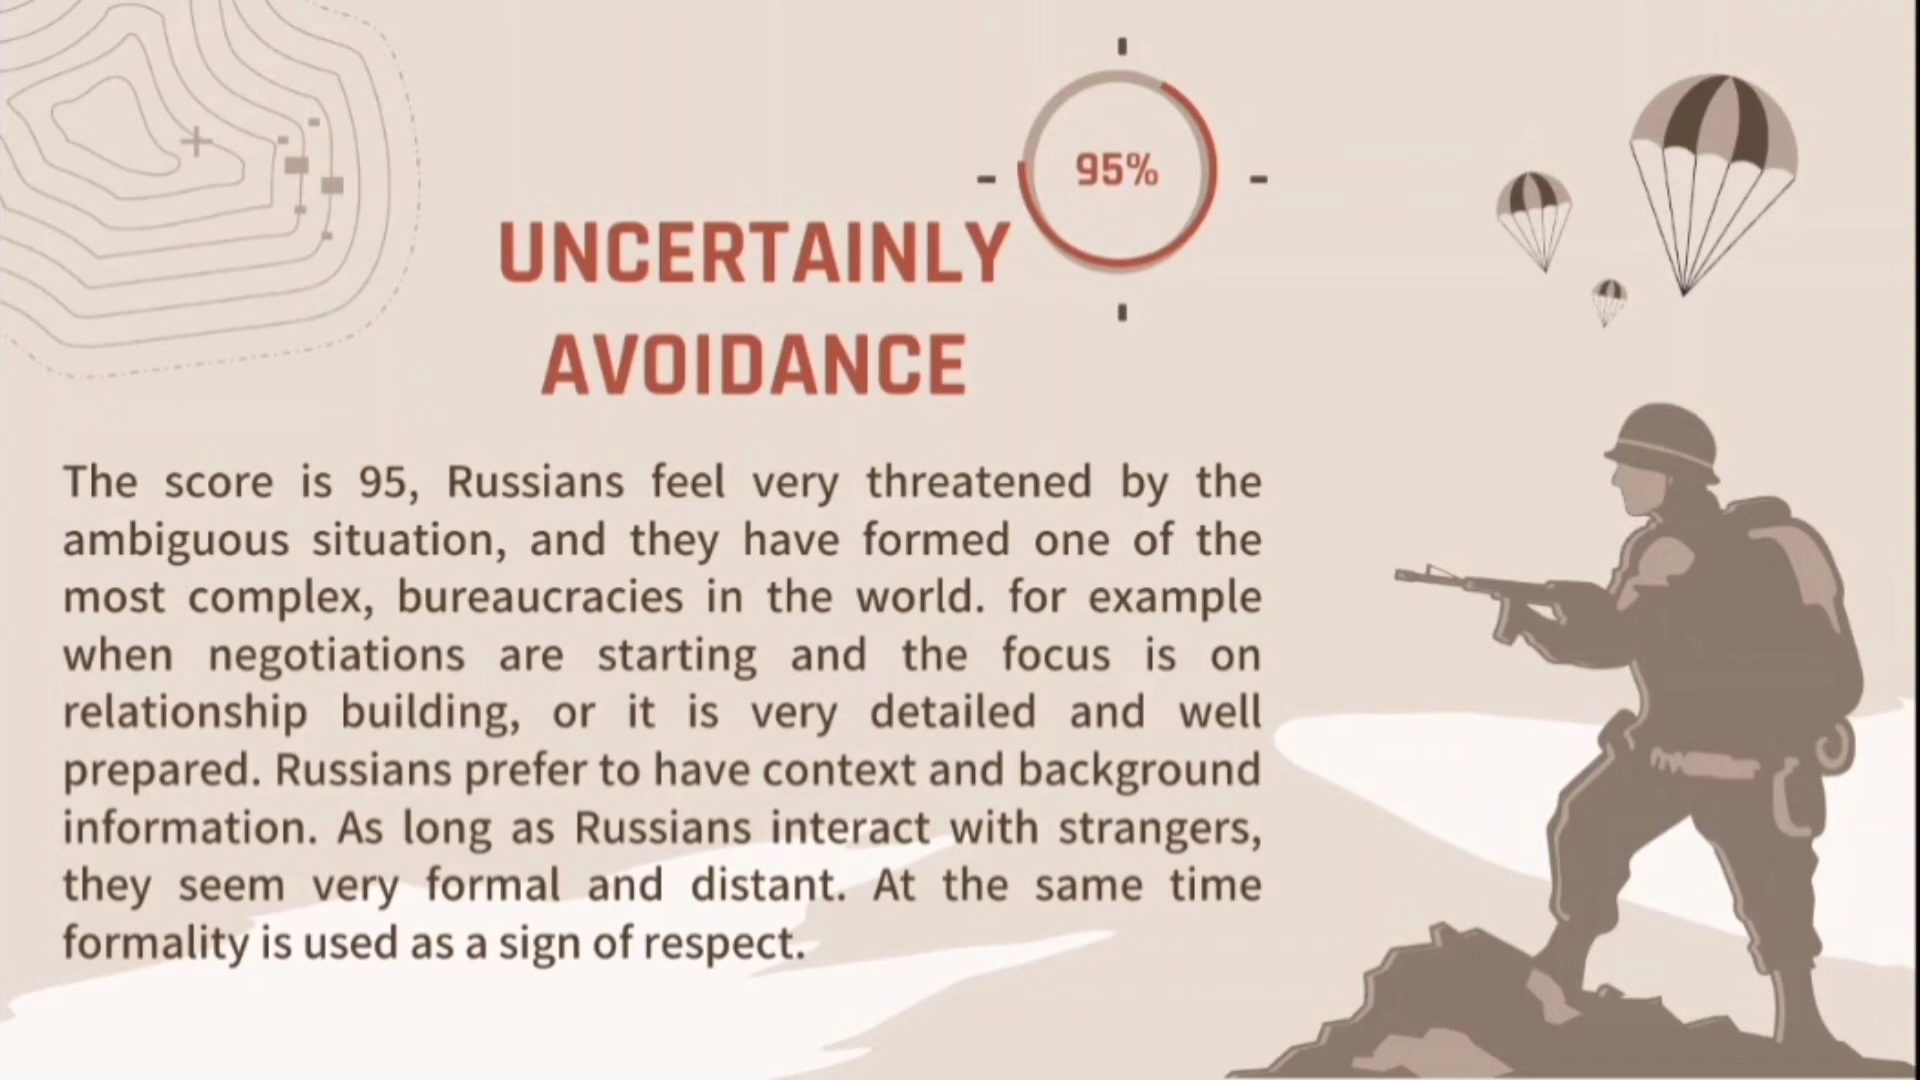 95%
UNCERTAINLY
AVOIDANCE
The score is 95, Russians feel very threatened by the
ambiguous situation, and they have formed one of the
most complex, bureaucracies in the world. for example
when negotiations are starting and the focus is on
relationship building, or it is very detailed and well
prepared. Russians prefer to have context and background
information. As long as Russians interact with strangers,
they seem very formal and distant. At the same time
formality is used as a sign of respect.